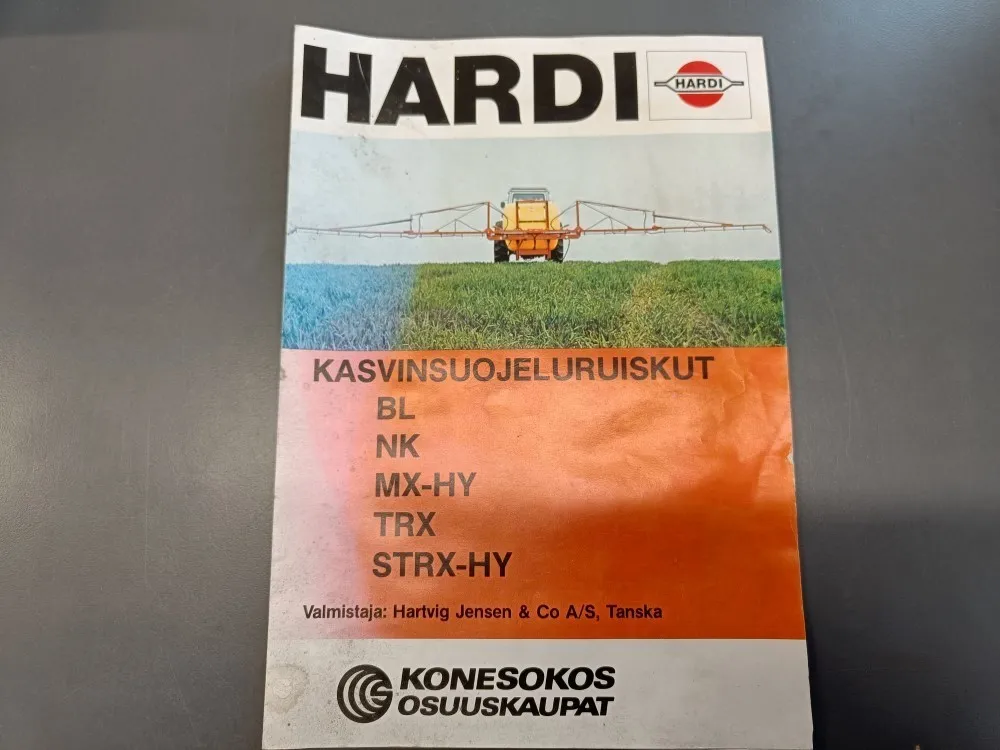 HARDI
HARDI
KASVINSUOJELURUISKUT
BL
NK
MX-HY
TRX
STRX-HY
Valmistaja: Hartvig Jensen & Co A/S, Tanska
KONESOKOS
OSUUSKAUPAT